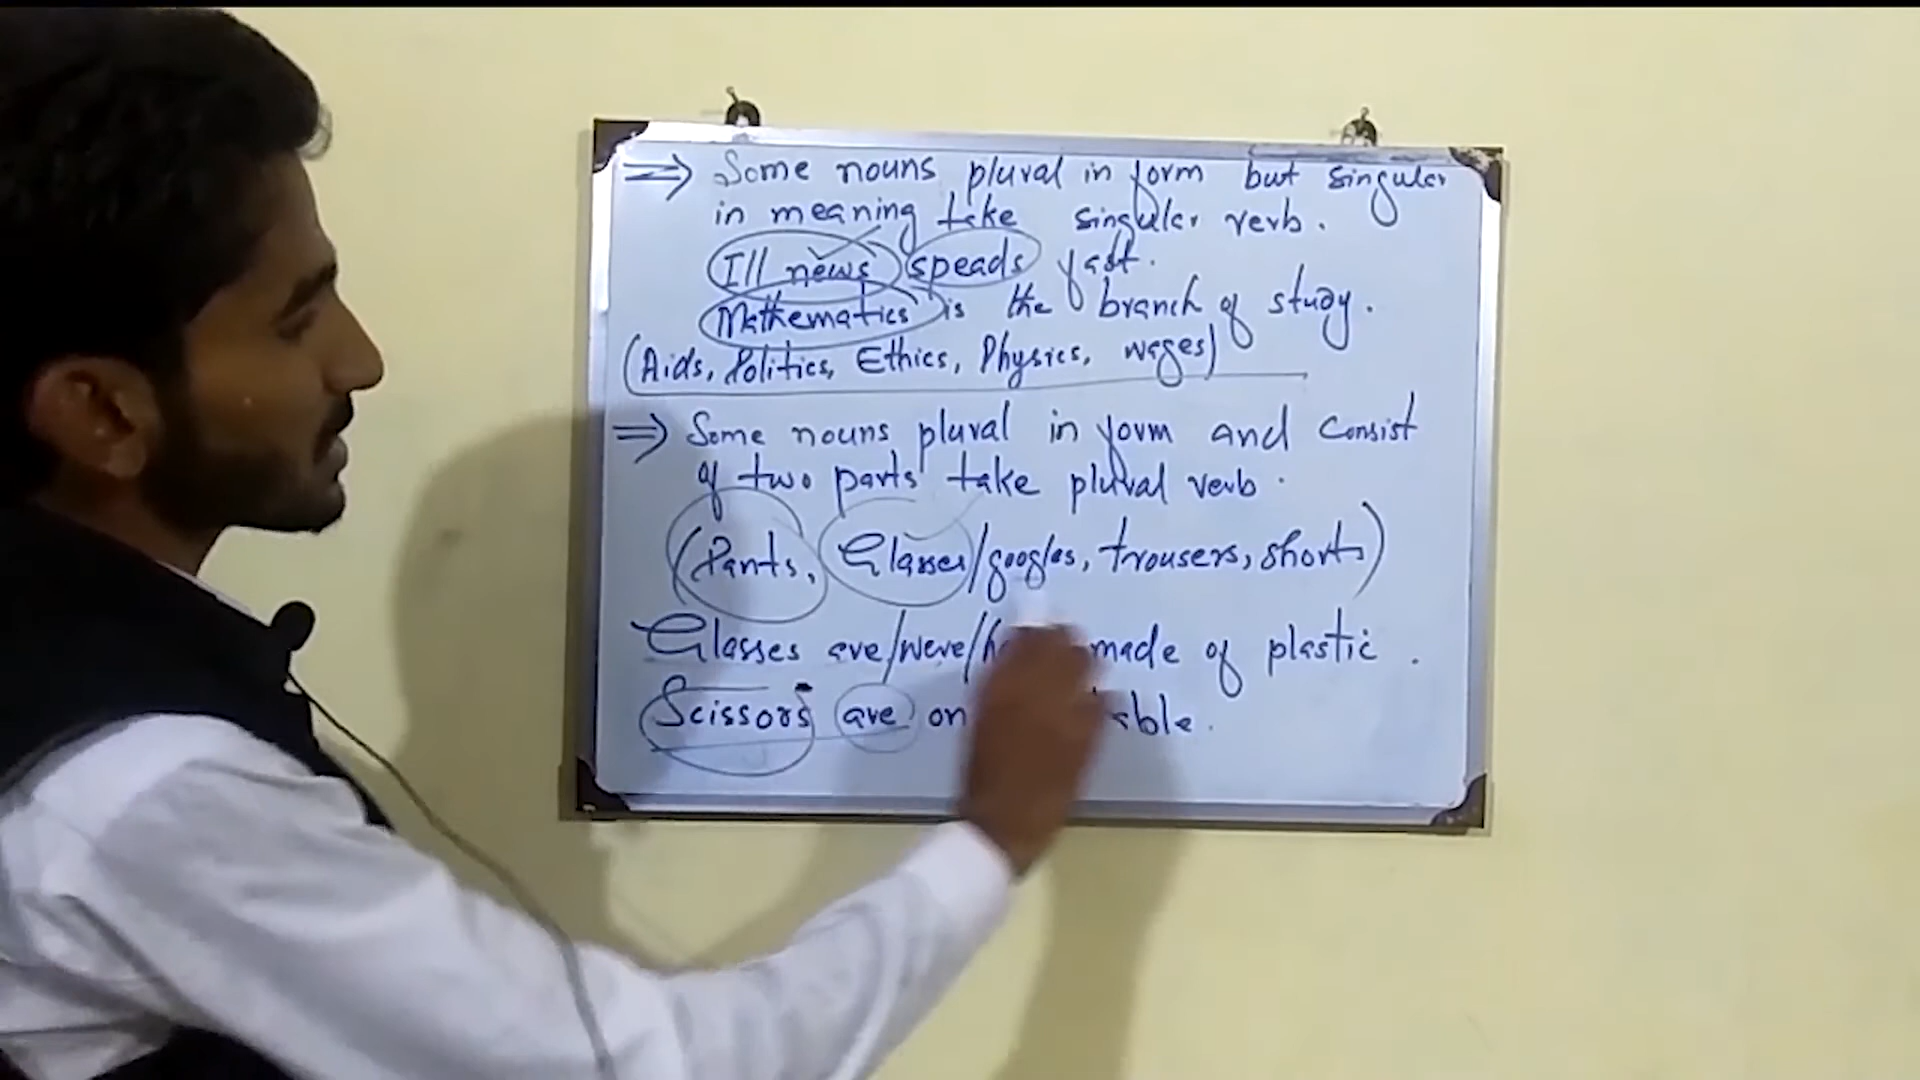 ⇒ Some nouns plural in form but singular
in meaning take singular verb.
Ill news speads fast.
Mathematics is the branch of study.
(Aids, Politics, Ethics, Physics, wages)
⇒ Some nouns plural in form and consist
of two parts take plural verb.
(Pants, Glasses/googles, trousers, shorts)
Glasses are/were/ made of plastic.
Scissors are on